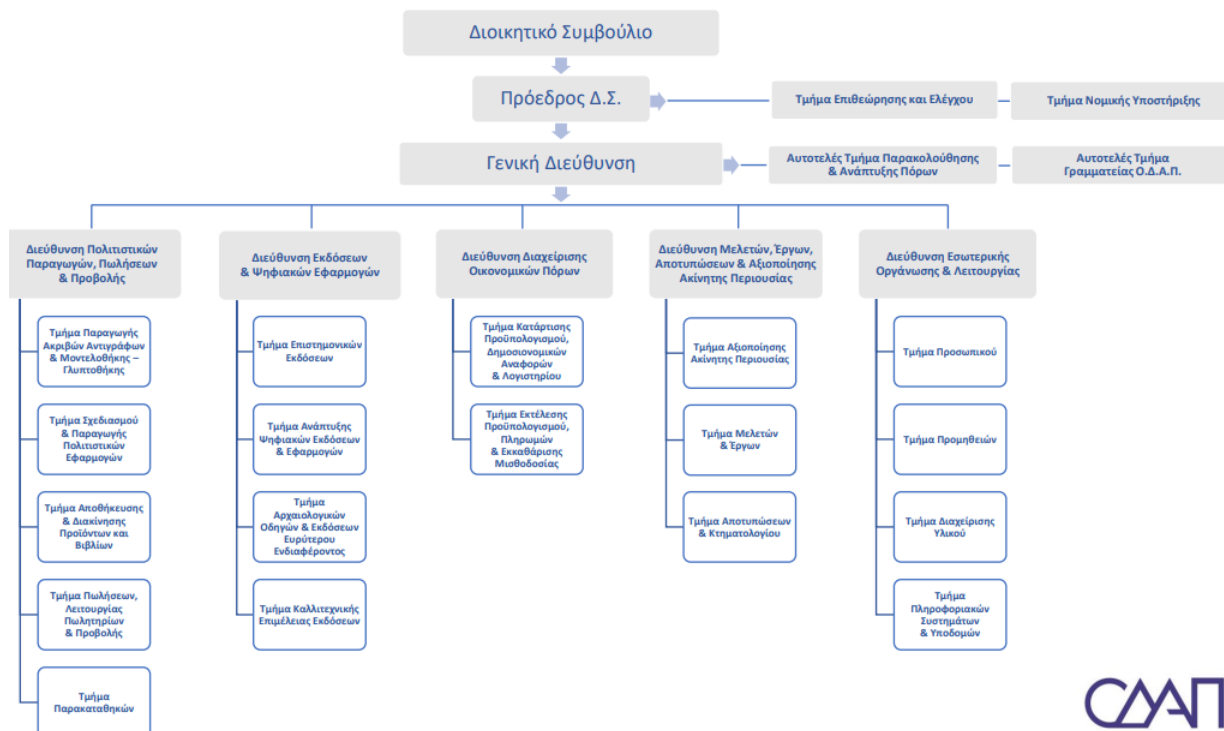 Διοικητικό Συμβούλιο
Πρόεδρος Δ.Σ.
Τμήμα Επιθεώρησης και Ελέγχου
Τμήμα Νομικής Υποστήριξης
Γενική Διεύθυνση
Αυτοτελές Τμήμα Παρακολούθησης
& Ανάπτυξης Πόρων
Αυτοτελές Τμήμα
Γραμματείας Ο.Δ.Α.Π.
Διεύθυνση Πολιτιστικών
Παραγωγών, Πωλήσεων
& Προβολής
Τμήμα Παραγωγής
Ακριβών Αντιγράφων
& Μοντελοθήκης –
Γλυπτοθήκης
Τμήμα Σχεδιασμού
& Παραγωγής
Πολιτιστικών
Εφαρμογών
Τμήμα Αποθήκευσης
& Διακίνησης
Προϊόντων και
Βιβλίων
Τμήμα Πωλήσεων,
Λειτουργίας
Πωλητηρίων
& Προβολής
Τμήμα
Παρακαταθηκών
Διεύθυνση Εκδόσεων
& Ψηφιακών Εφαρμογών
Τμήμα Επιστημονικών
Εκδόσεων
Τμήμα Ανάπτυξης
Ψηφιακών Εκδόσεων
& Εφαρμογών
Τμήμα
Αρχαιολογικών
Οδηγών & Εκδόσεων
Ευρύτερου
Ενδιαφέροντος
Τμήμα Καλλιτεχνικής
Επιμέλειας Εκδόσεων
Διεύθυνση Διαχείρισης
Οικονομικών Πόρων
Τμήμα Κατάρτισης
Προϋπολογισμού,
Δημοσιονομικών
Αναφορών
& Λογιστηρίου
Τμήμα Εκτέλεσης
Προϋπολογισμού,
Πληρωμών
& Εκκαθάρισης
Μισθοδοσίας
Διεύθυνση Μελετών, Έργων,
Αποτυπώσεων & Αξιοποίησης
Ακίνητης Περιουσίας
Τμήμα Αξιοποίησης
Ακίνητης Περιουσίας
Τμήμα Μελετών
& Έργων
Τμήμα Αποτυπώσεων
& Κτηματολογίου
Διεύθυνση Εσωτερικής
Οργάνωσης & Λειτουργίας
Τμήμα Προσωπικού
Τμήμα Προμηθειών
Τμήμα Διαχείρισης
Υλικού
Τμήμα
Πληροφοριακών
Συστημάτων
& Υποδομών
ΟΔΑΠ